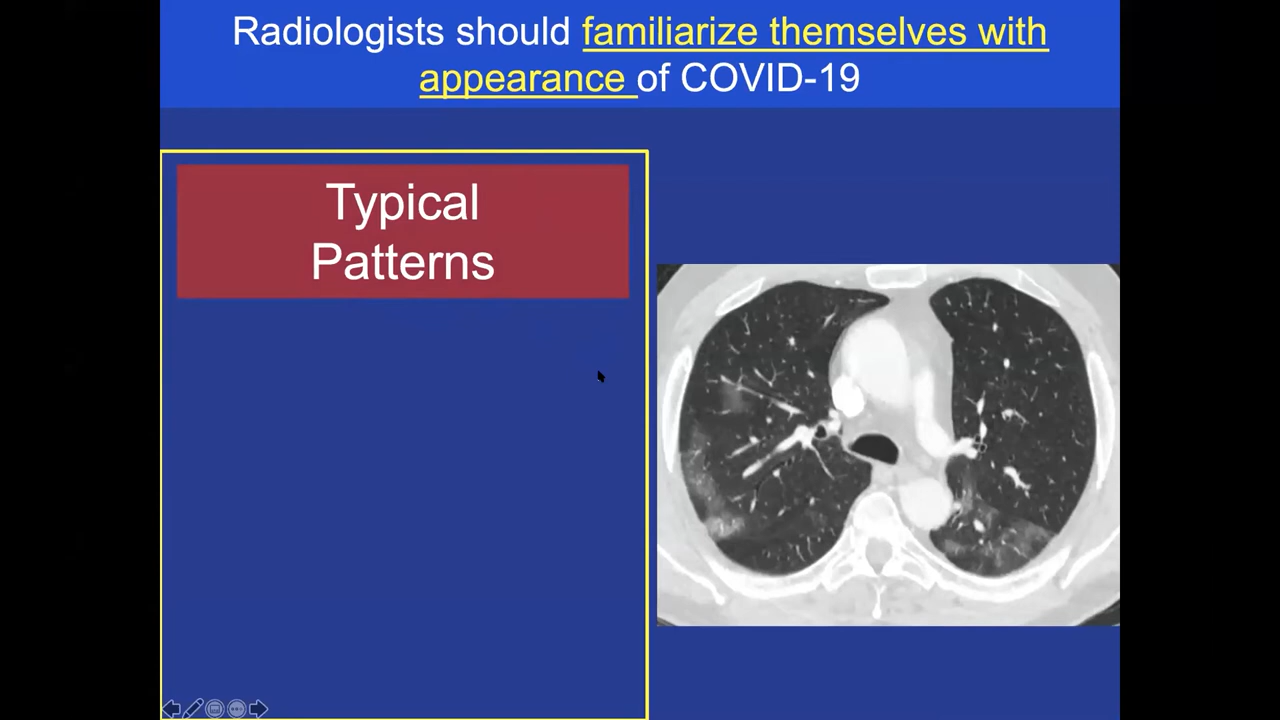 Radiologists should familiarize themselves with
appearance of COVID-19
Typical
Patterns